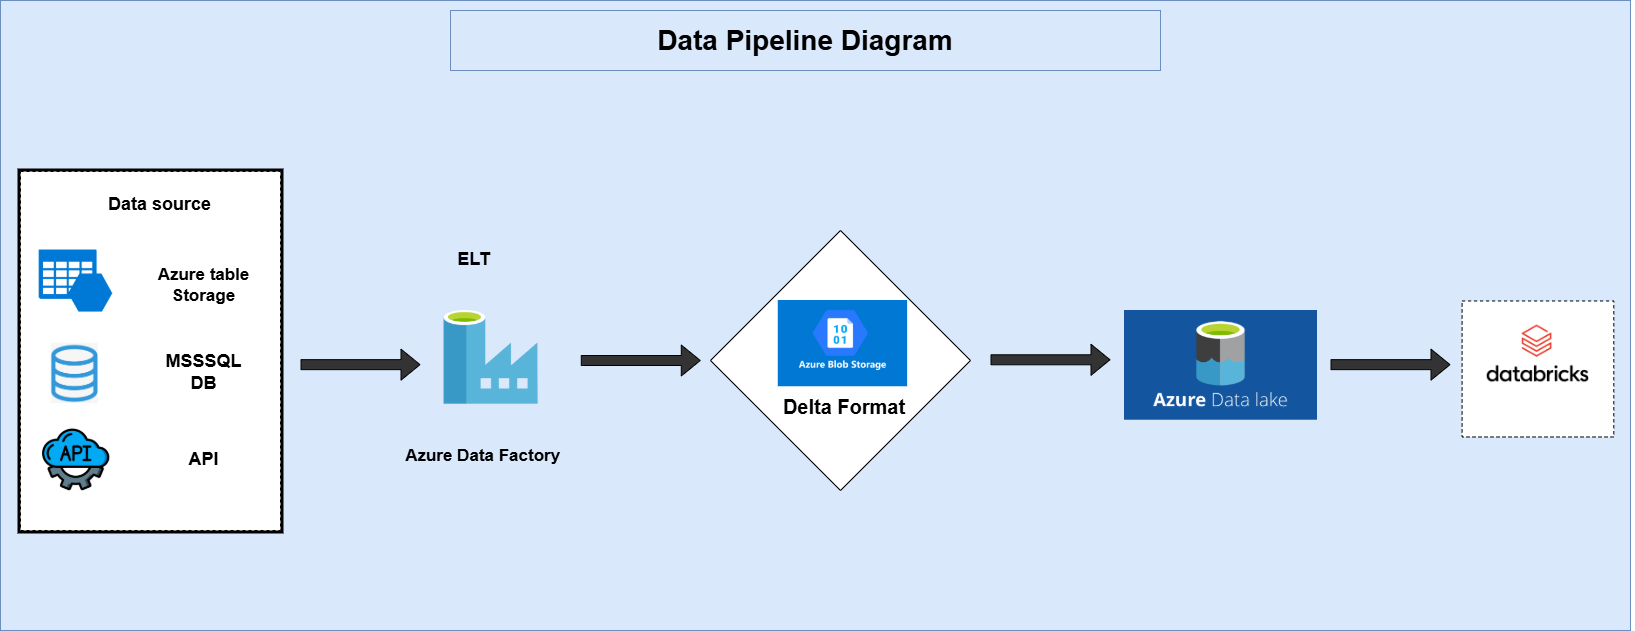 Data Pipeline Diagram
Data source
Azure table
Storage
MSSSQL
DB
API
API
ELT
Azure Data Factory
10
01
Azure Blob Storage
Delta Format
Azure Data lake
databricks